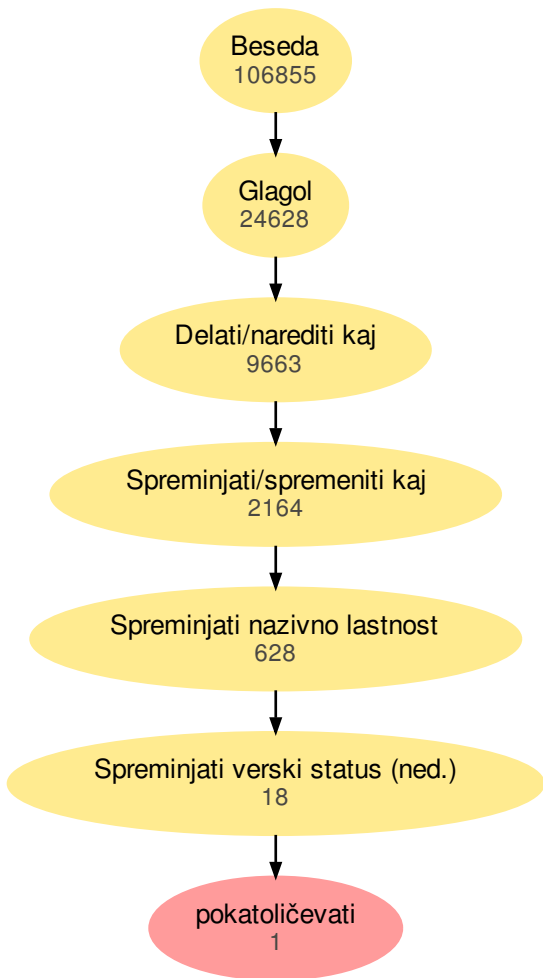 Beseda
106855
Glagol
24628
Delati/narediti kaj
9663
Spreminjati/spremeniti kaj
2164
Spreminjati nazivno lastnost
628
Spreminjati verski status (ned.)
18
pokatoličevati
1